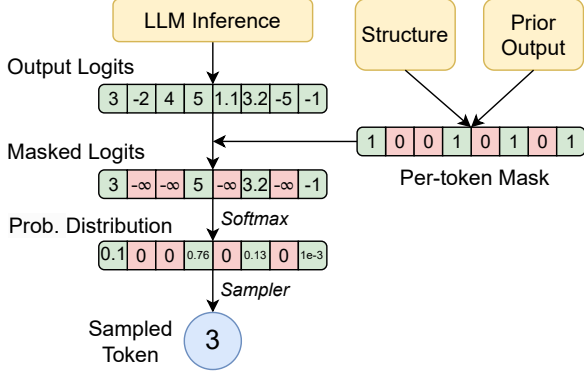 LLM Inference
Structure
Prior
Output
Output Logits
3 -2 4 5 1.1 3.2 -5 -1
1 0 0 1 0 1 0 1
Masked Logits
Per-token Mask
3 -∞ -∞ 5 -∞ 3.2 -∞ -1
Softmax
Prob. Distribution
0.1 0 0 0.76 0 0.13 0 1e-3
Sampler
Sampled
Token
3